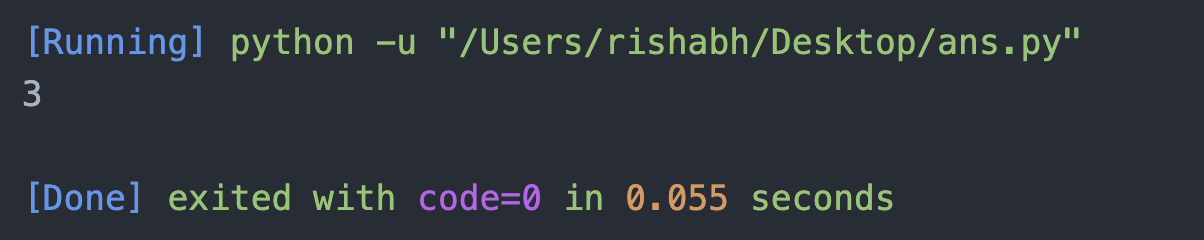 [Running] python -u "/Users/rishabh/Desktop/ans.py"
3
[Done] exited with code=0 in 0.055 seconds